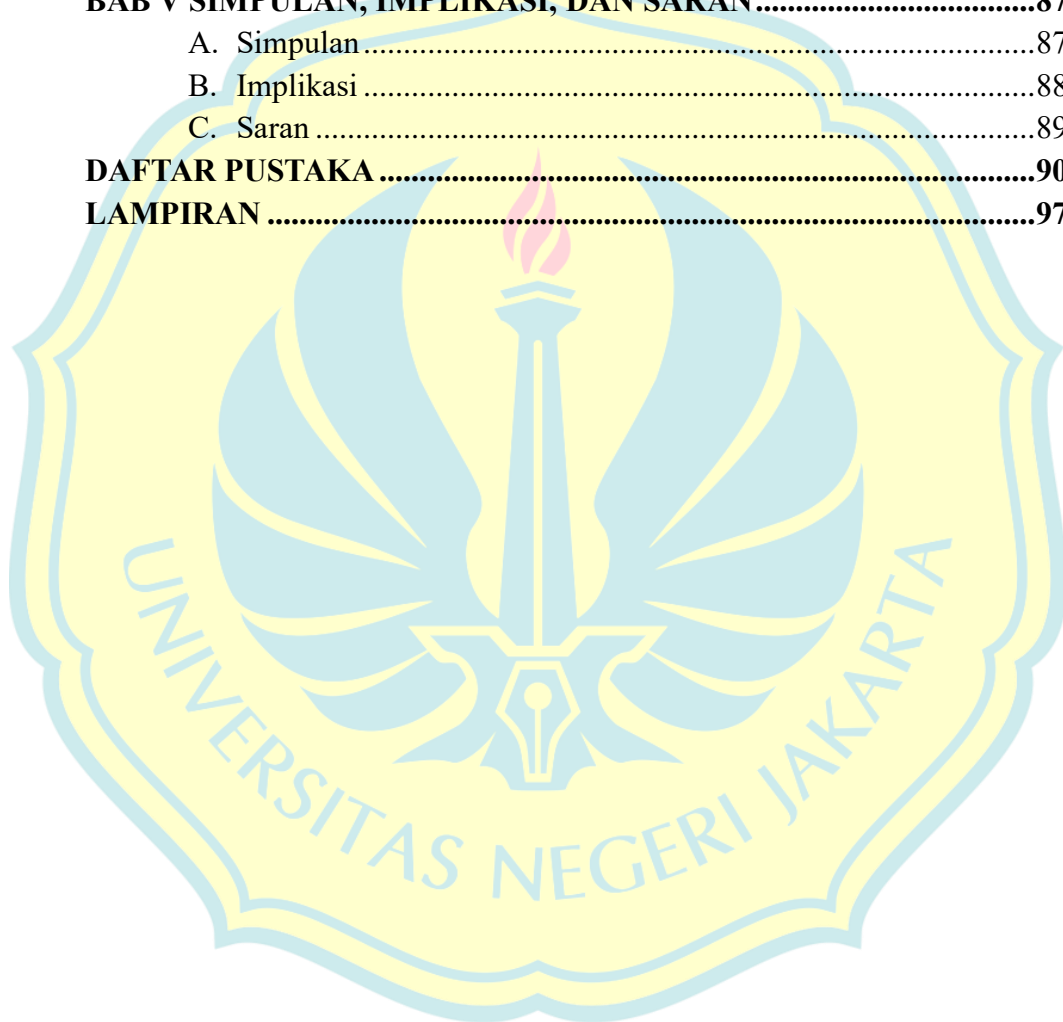 BAB V SIMPULAN, IMPLIKASI, DAN SARAN...................................87
A. Simpulan.....................................................................................87
B. Implikasi.....................................................................................88
C. Saran...........................................................................................89
DAFTAR PUSTAKA..................................................................................90
LAMPIRAN................................................................................................97
UNIVERSITAS NEGERI JAKARTA